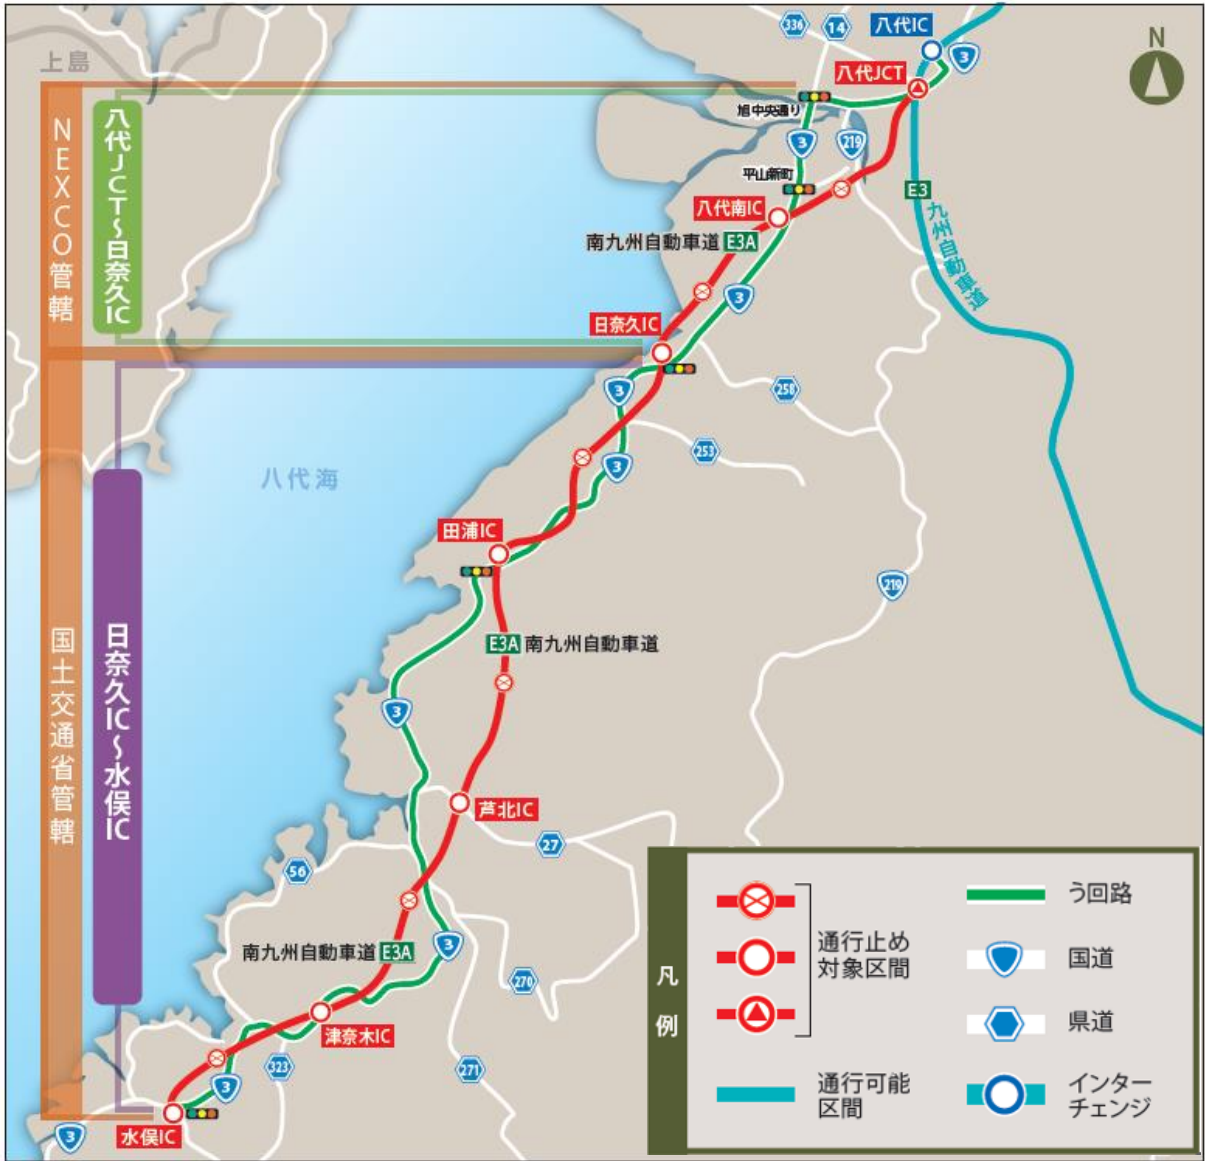 336
14
八代IC
3
N
上島
八代JCT
旭中央通り
3
219
平山新町
E3
九州自動車道
八代南IC
南九州自動車道 E3A
3
日奈久IC
NEXCO管轄
八代JCT～日奈久IC
3
258
253
3
八代海
田浦IC
219
E3A 南九州自動車道
国土交通省管轄
日奈久IC～水俣IC
3
芦北IC
27
56
南九州自動車道 E3A
3
270
津奈木IC
323
271
3
水俣IC
3
凡例
通行止め
対象区間
通行可能
区間
う回路
国道
県道
インター
チェンジ